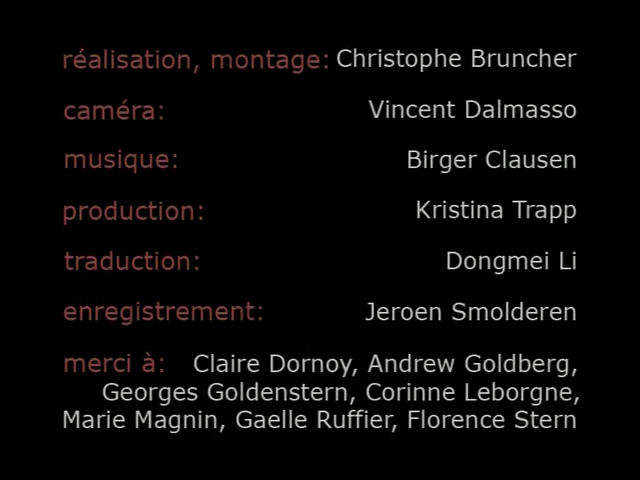 réalisation, montage: Christophe Bruncher
caméra: Vincent Dalmasso
musique: Birger Clausen
production: Kristina Trapp
traduction: Dongmei Li
enregistrement: Jeroen Smolderen
merci à: Claire Dornoy, Andrew Goldberg,
Georges Goldenstern, Corinne Leborgne,
Marie Magnin, Gaelle Ruffier, Florence Stern